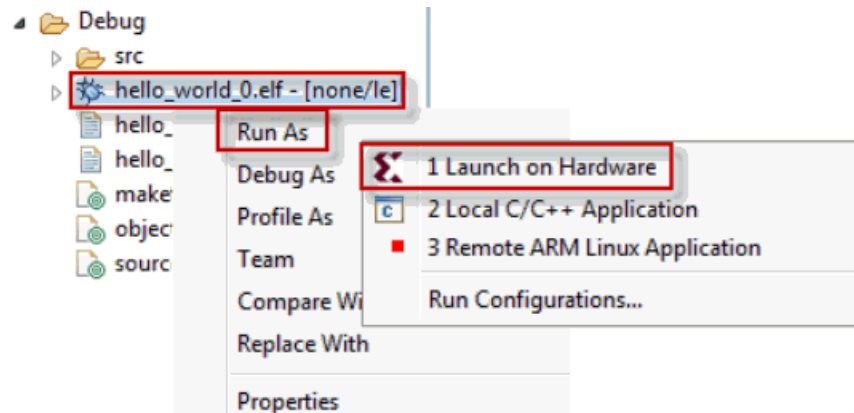 Debug
src
hello_world_0.elf - [none/le]
hello_
Run As
hello_
1 Launch on Hardware
Debug As
make
2 Local C/C++ Application
Profile As
objec
3 Remote ARM Linux Application
Team
sourc
Compare Wi
Run Configurations...
Replace With
Properties